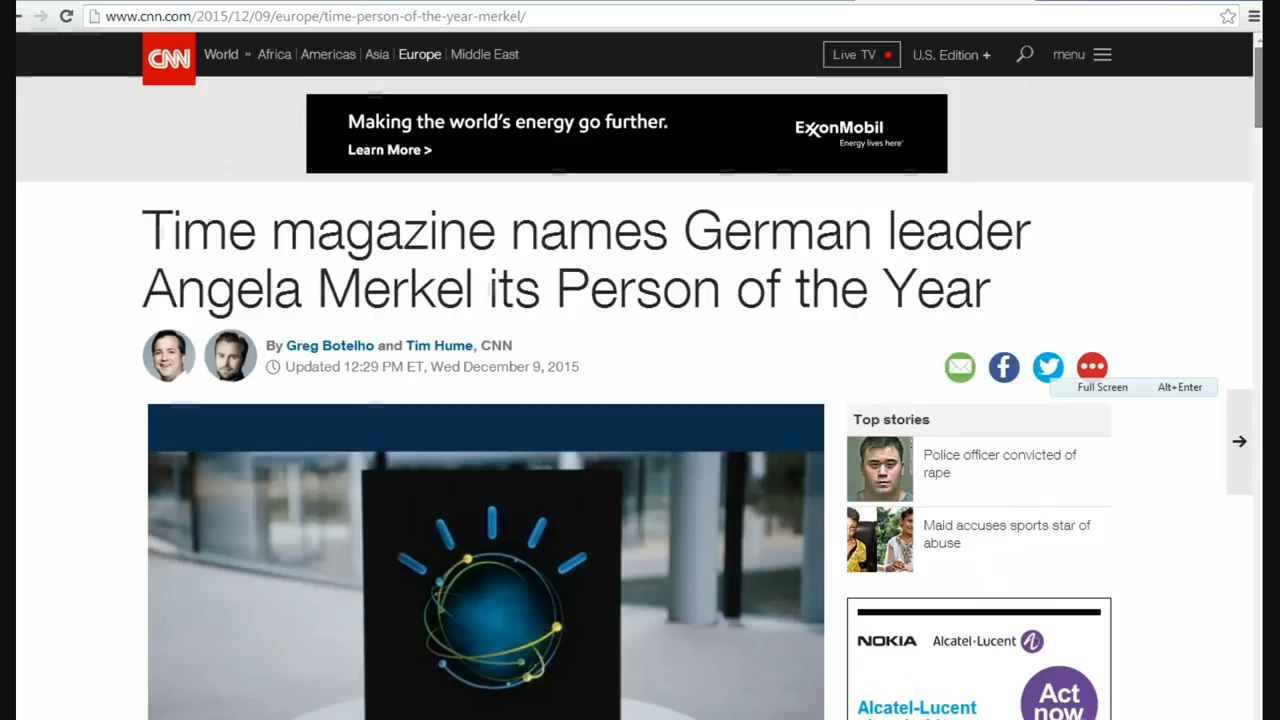 www.cnn.com/2015/12/09/europe/time-person-of-the-year-merkel/
CNN World » Africa Americas Asia Europe Middle East Live TV U.S. Edition + menu
Making the world's energy go further.
Learn More >
ExxonMobil
Energy lives here
Time magazine names German leader
Angela Merkel its Person of the Year
By Greg Botelho and Tim Hume, CNN
Updated 12:29 PM ET, Wed December 9, 2015
Full Screen Alt+Enter
Top stories
Police officer convicted of
rape
Maid accuses sports star of
abuse
NOKIA Alcatel·Lucent
Alcatel-Lucent
Act
now